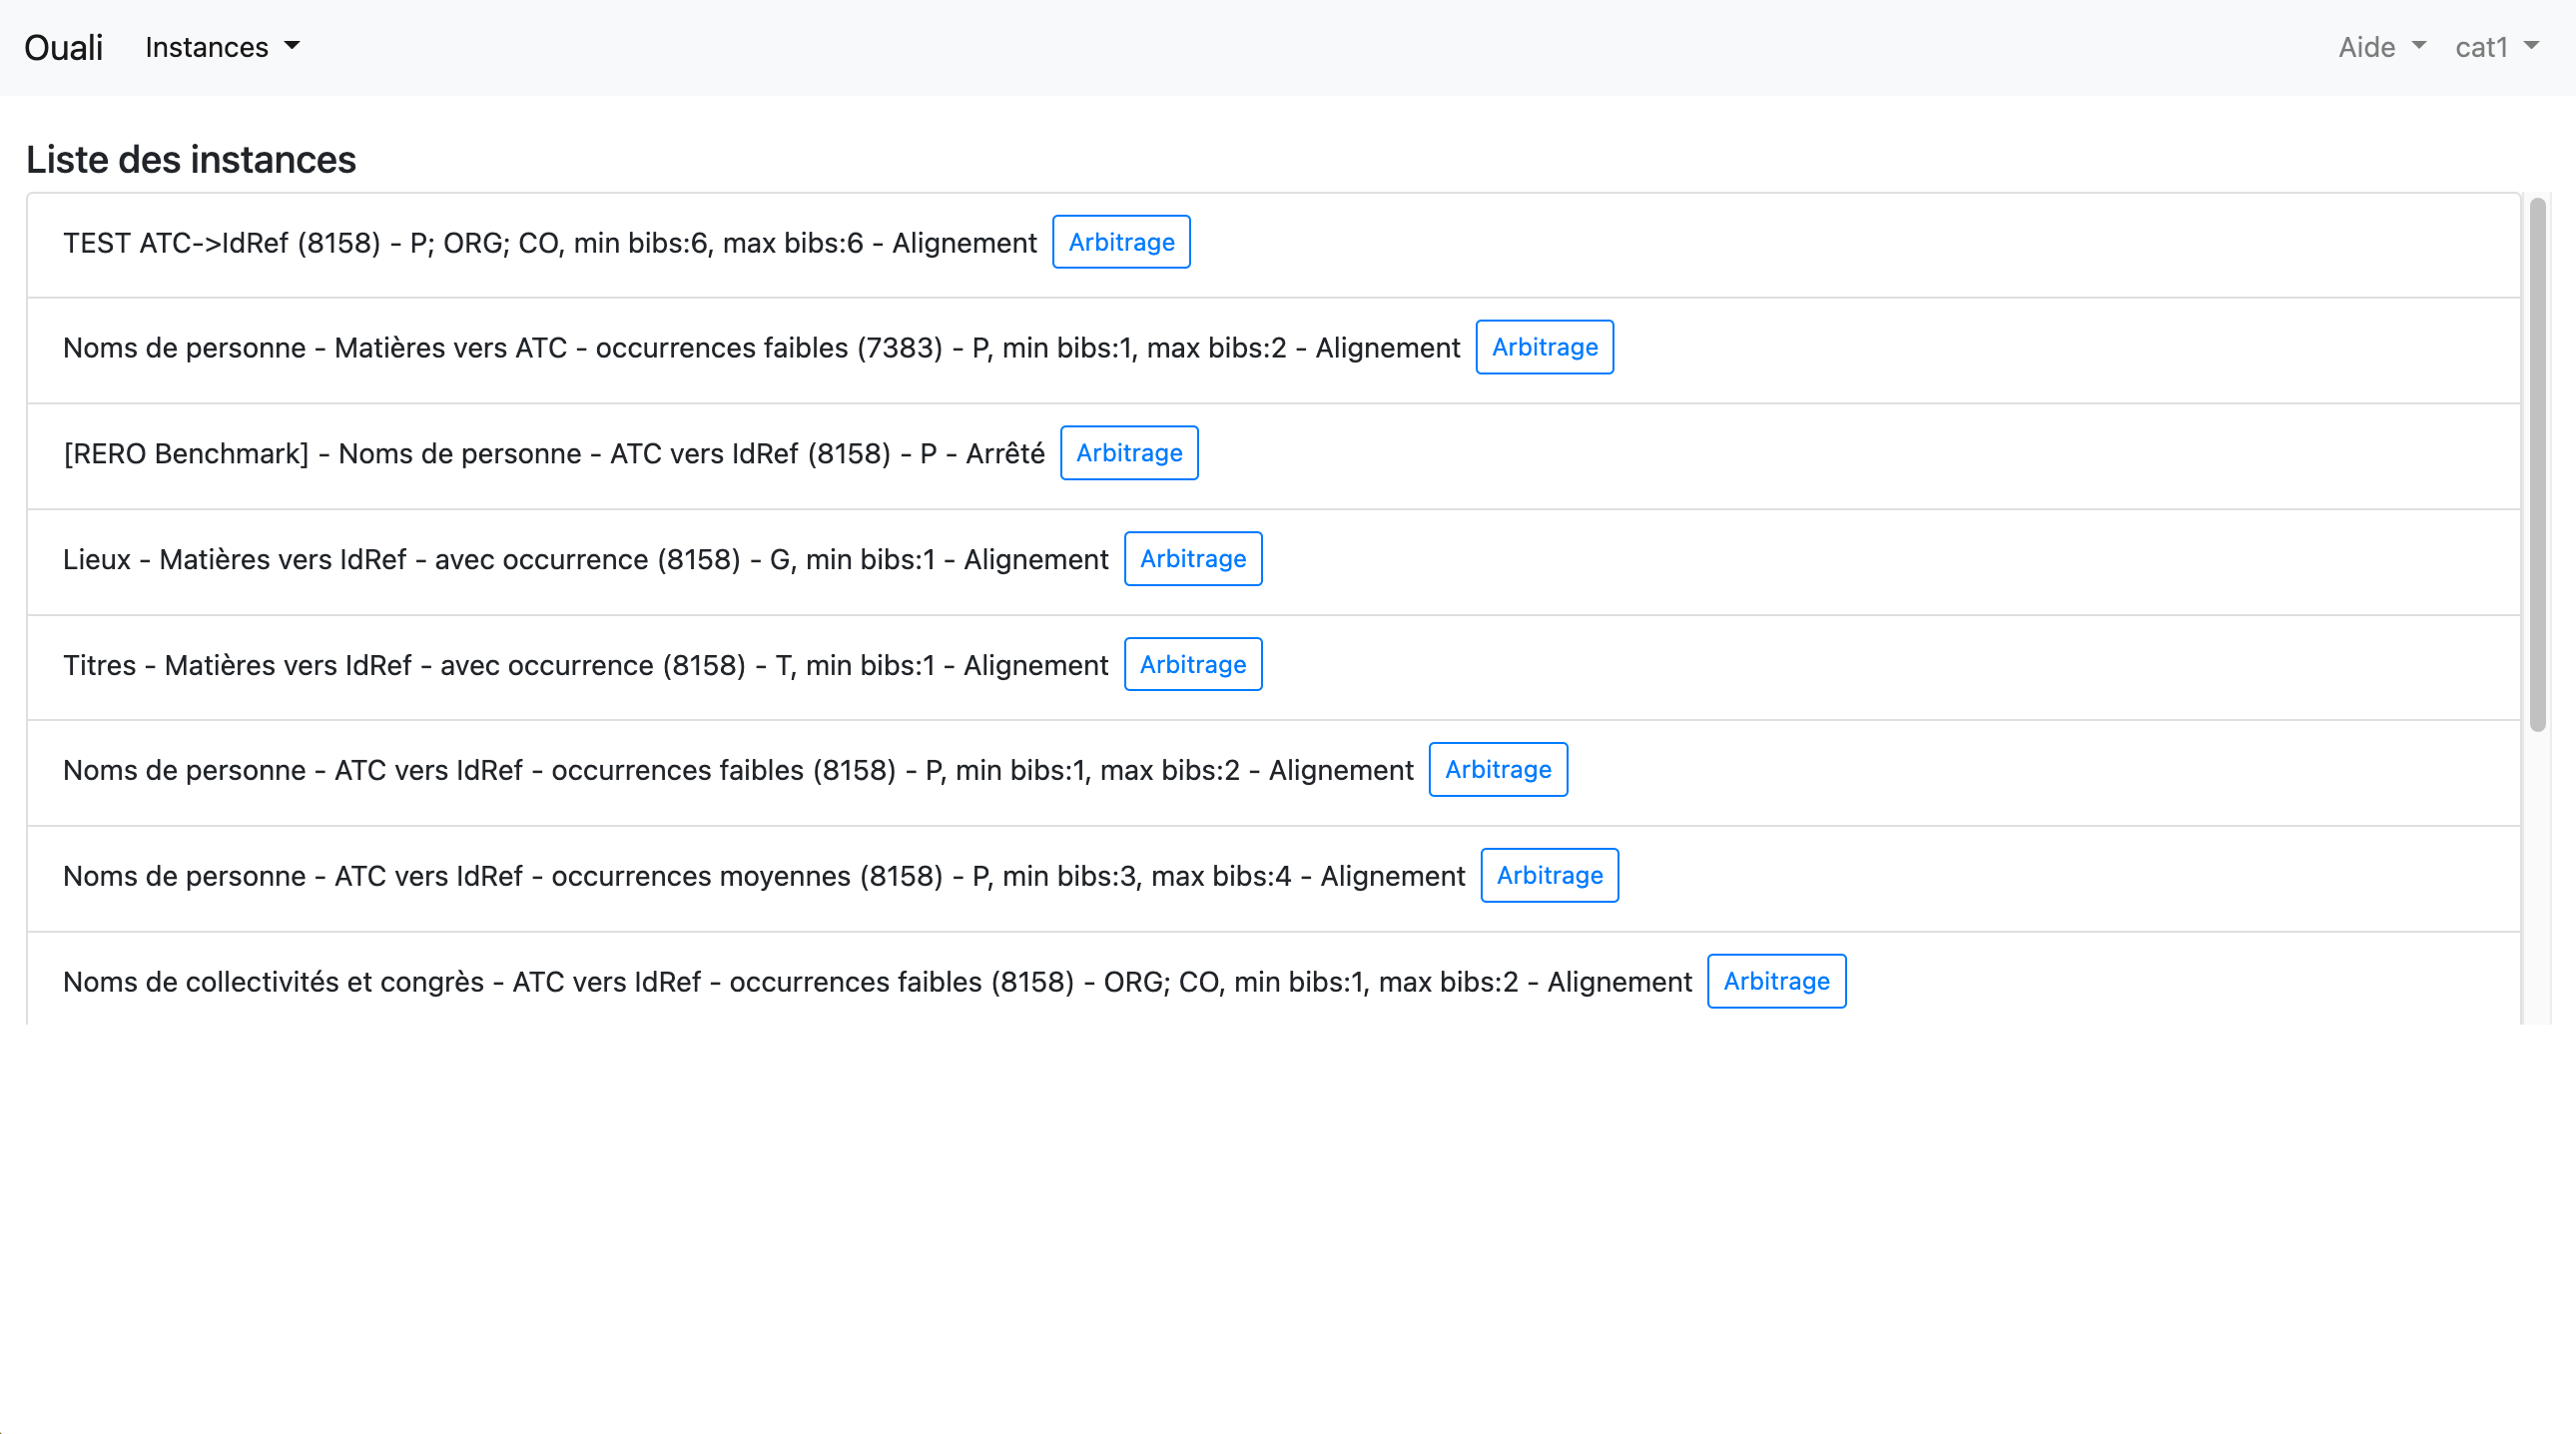 Ouali Instances Aide cat1
Liste des instances
TEST ATC->IdRef (8158) - P; ORG; CO, min bibs:6, max bibs:6 - Alignement Arbitrage
Noms de personne - Matières vers ATC - occurrences faibles (7383) - P, min bibs:1, max bibs:2 - Alignement Arbitrage
[RERO Benchmark] - Noms de personne - ATC vers IdRef (8158) - P - Arrêté Arbitrage
Lieux - Matières vers IdRef - avec occurrence (8158) - G, min bibs:1 - Alignement Arbitrage
Titres - Matières vers IdRef - avec occurrence (8158) - T, min bibs:1 - Alignement Arbitrage
Noms de personne - ATC vers IdRef - occurrences faibles (8158) - P, min bibs:1, max bibs:2 - Alignement Arbitrage
Noms de personne - ATC vers IdRef - occurrences moyennes (8158) - P, min bibs:3, max bibs:4 - Alignement Arbitrage
Noms de collectivités et congrès - ATC vers IdRef - occurrences faibles (8158) - ORG; CO, min bibs:1, max bibs:2 - Alignement Arbitrage